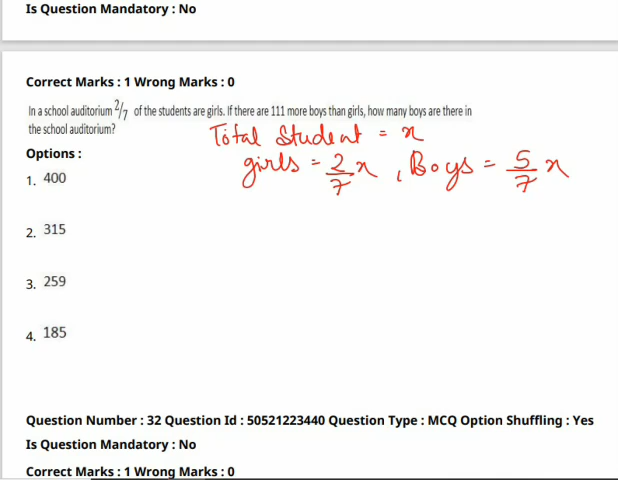 Is Question Mandatory : No
Correct Marks : 1 Wrong Marks : 0
In a school auditorium 2/7 of the students are girls. If there are 111 more boys than girls, how many boys are there in
the school auditorium?
Total Student = x
Options :
girls = 2/7 x , Boys = 5/7 x
1. 400
2. 315
3. 259
4. 185
Question Number : 32 Question Id : 50521223440 Question Type : MCQ Option Shuffling : Yes
Is Question Mandatory : No
Correct Marks : 1 Wrong Marks : 0